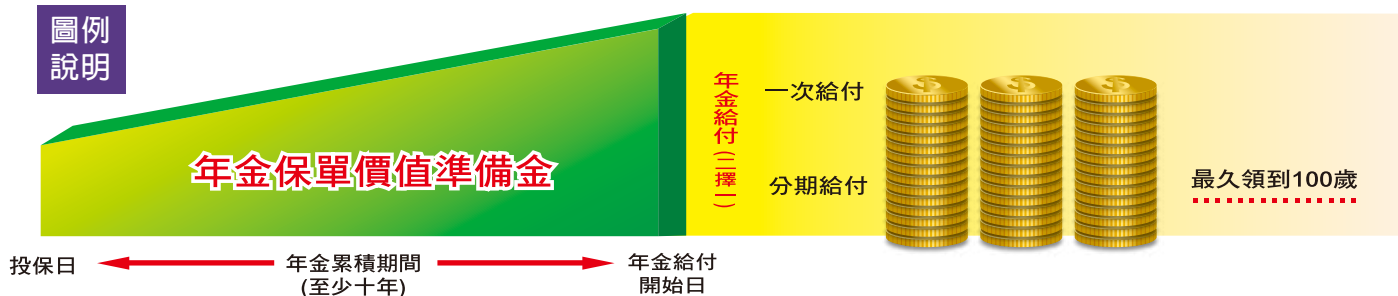 圖例
說明
年金保單價值準備金
年金給付(二擇一)
一次給付
分期給付
最久領到100歲
投保日
年金累積期間
(至少十年)
年金給付
開始日